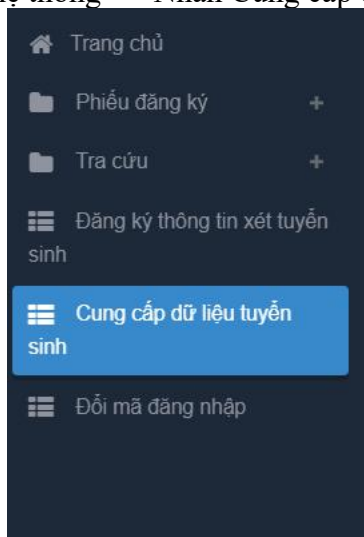 Trang chủ
Phiếu đăng ký +
Tra cứu +
Đăng ký thông tin xét tuyển
sinh
Cung cấp dữ liệu tuyển
sinh
Đổi mã đăng nhập